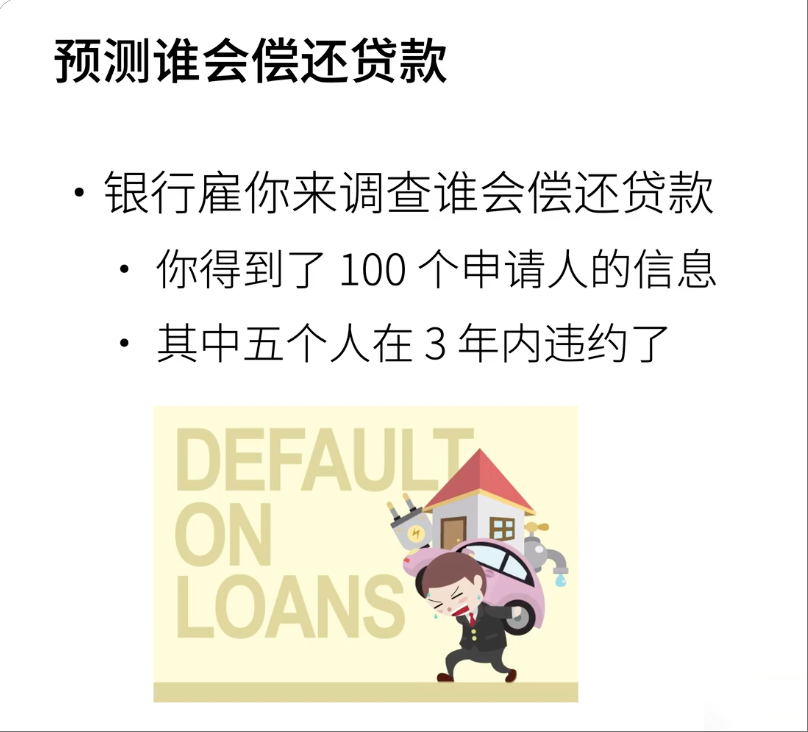 预测谁会偿还贷款
• 银行雇你来调查谁会偿还贷款
• 你得到了 100 个申请人的信息
• 其中五个人在 3 年内违约了
DEFAULT
ON
LOANS